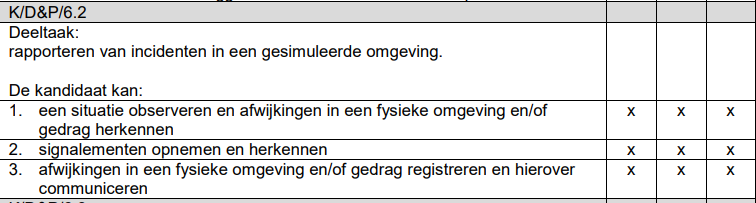 K/D&P/6.2
Deeltaak:
rapporteren van incidenten in een gesimuleerde omgeving.
De kandidaat kan:
1. een situatie observeren en afwijkingen in een fysieke omgeving en/of x x x
gedrag herkennen
2. signalementen opnemen en herkennen x x x
3. afwijkingen in een fysieke omgeving en/of gedrag registreren en hierover x x x
communiceren